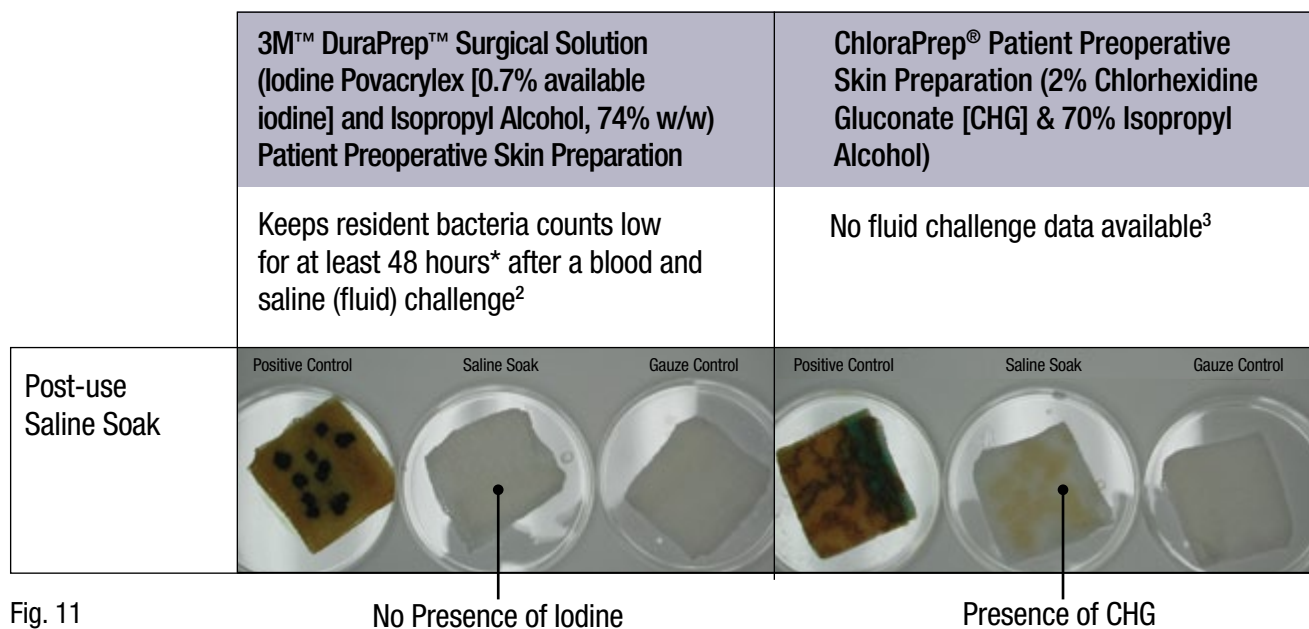 3M™ DuraPrep™ Surgical Solution
(Iodine Povacrylex [0.7% available
iodine] and Isopropyl Alcohol, 74% w/w)
Patient Preoperative Skin Preparation
ChloraPrep® Patient Preoperative
Skin Preparation (2% Chlorhexidine
Gluconate [CHG] & 70% Isopropyl
Alcohol)
Keeps resident bacteria counts low
for at least 48 hours* after a blood and
saline (fluid) challenge²
No fluid challenge data available³
Post-use
Saline Soak
Positive Control
Saline Soak
Gauze Control
Positive Control
Saline Soak
Gauze Control
Fig. 11
No Presence of Iodine
Presence of CHG